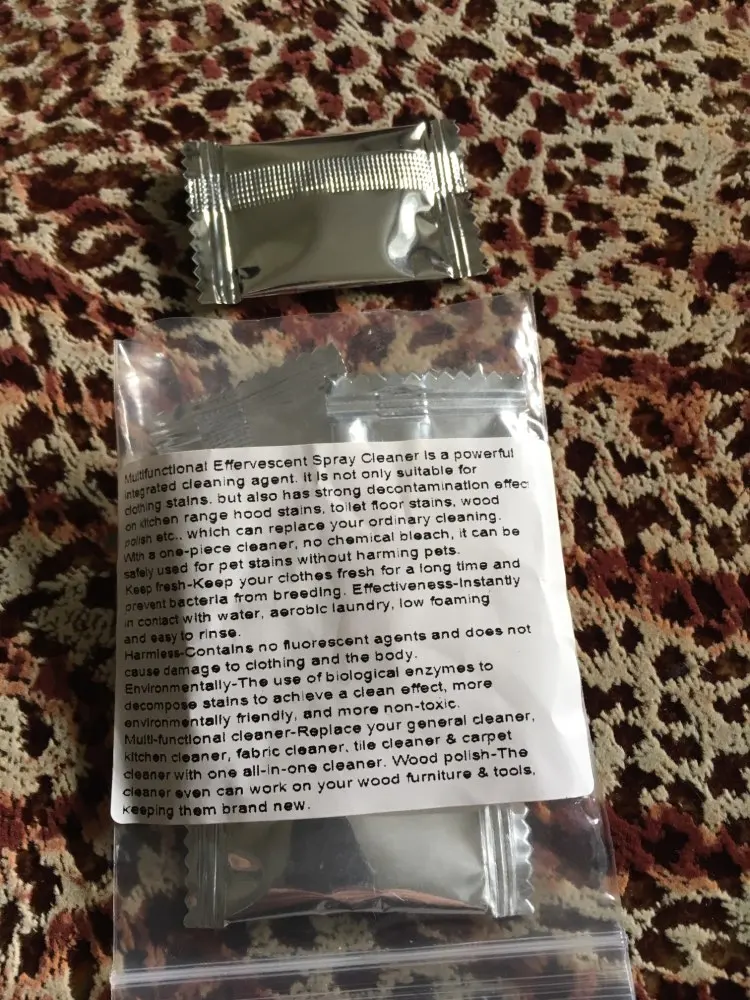 Multifunctional Effervescent Spray Cleaner is a powerful
integrated cleaning agent. it is not only suitable for
clothing stains. but also has strong decontamination effec
on kitchen range hood stains, toilet floor stains, wood
polish etc., which can replace your ordinary cleaning.
With a one-piece cleaner, no chemical bleach, it can be
safely used for pet stains without harming pets.
Keep fresh-Keep your clothes fresh for a long time and
prevent bacteria from breeding. Effectiveness-Instantly
in contact with water, aerobic laundry, low foaming
and easy to rinse.
Harmless-Contains no fluorescent agents and does not
cause damage to clothing and the body.
Environmentally-The use of biological enzymes to
decompose stains to achieve a clean effect, more
environmentally friendly, and more non-toxic.
Multi-functional cleaner-Replace your general cleaner,
kitchen cleaner, fabric cleaner, tile cleaner & carpet
cleaner with one all-in-one cleaner. Wood polish-The
cleaner even can work on your wood furniture & tools,
keeping them brand new.